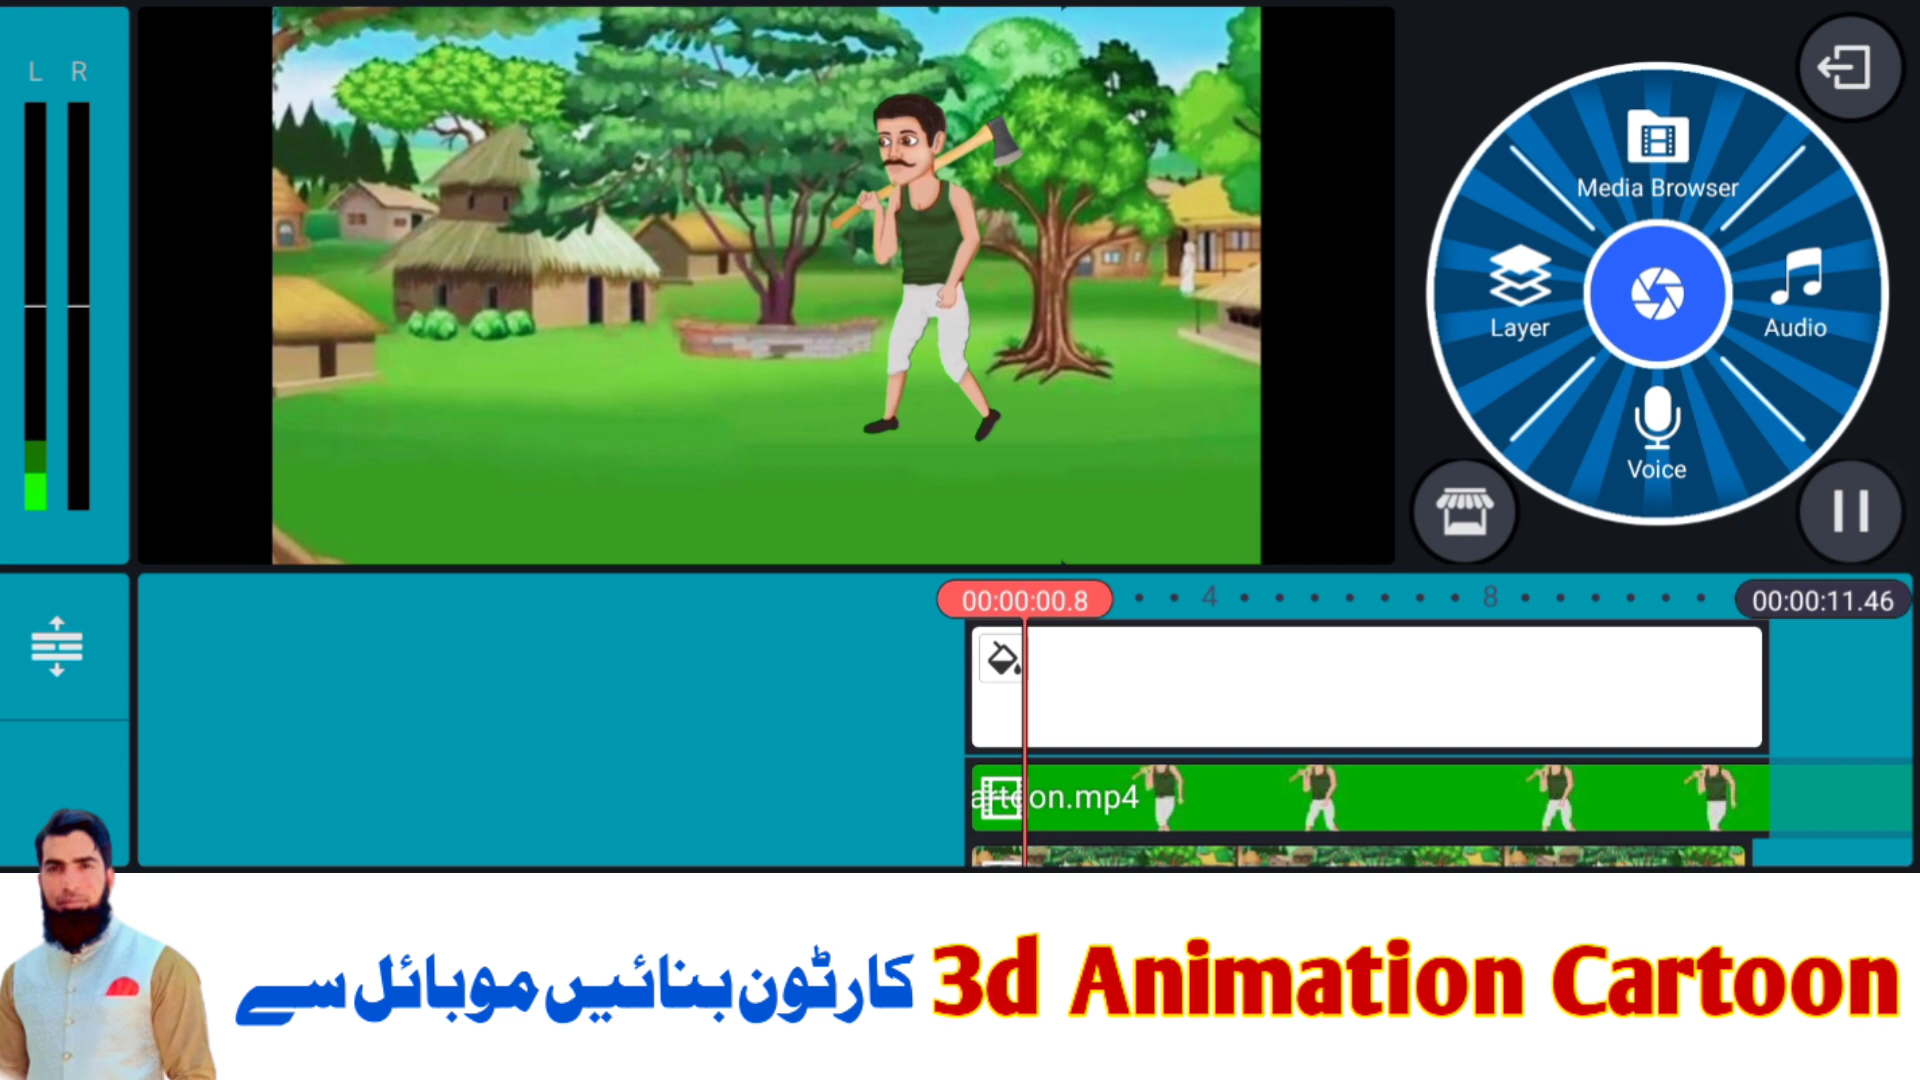 L R
Media Browser
Layer
Audio
Voice
00:00:00.8
4
8
00:00:11.46
artoon.mp4
3d Animation Cartoon کارٹون بنائیں موبائل سے